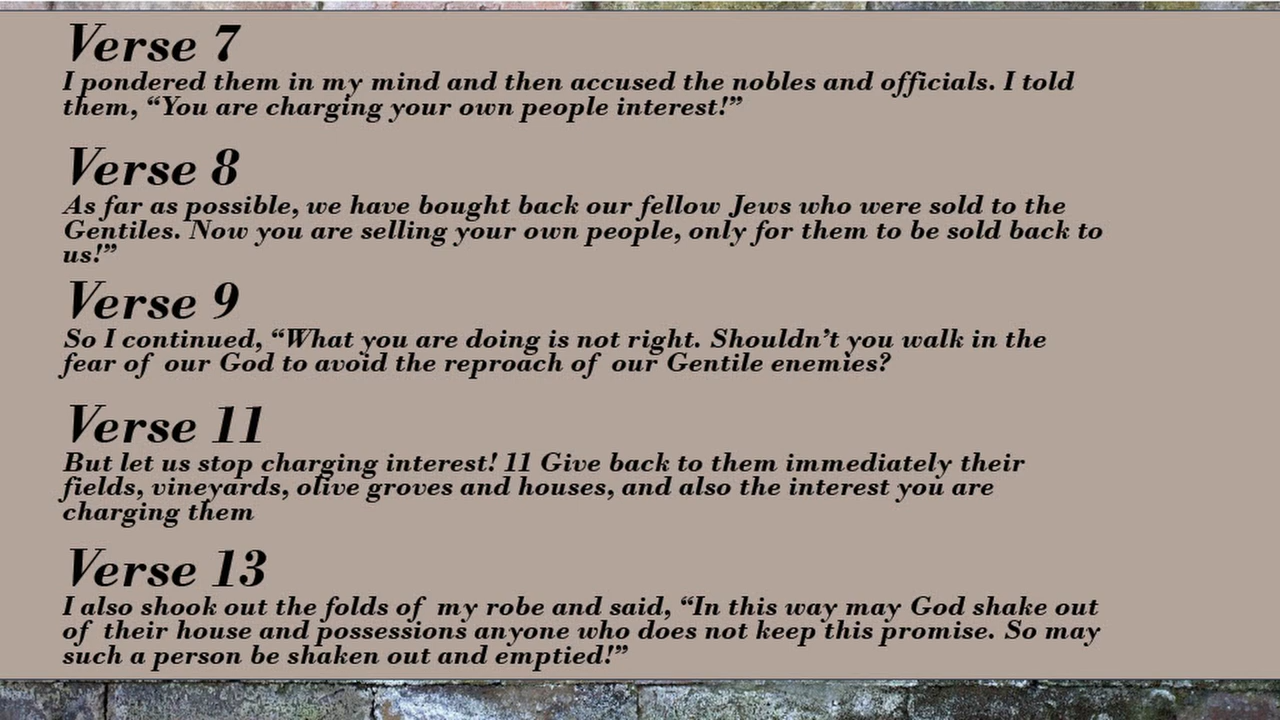 Verse 7
I pondered them in my mind and then accused the nobles and officials. I told
them, “You are charging your own people interest!”
Verse 8
As far as possible, we have bought back our fellow Jews who were sold to the
Gentiles. Now you are selling your own people, only for them to be sold back to
us!”
Verse 9
So I continued, “What you are doing is not right. Shouldn’t you walk in the
fear of our God to avoid the reproach of our Gentile enemies?
Verse 11
But let us stop charging interest! 11 Give back to them immediately their
fields, vineyards, olive groves and houses, and also the interest you are
charging them
Verse 13
I also shook out the folds of my robe and said, “In this way may God shake out
of their house and possessions anyone who does not keep this promise. So may
such a person be shaken out and emptied!”